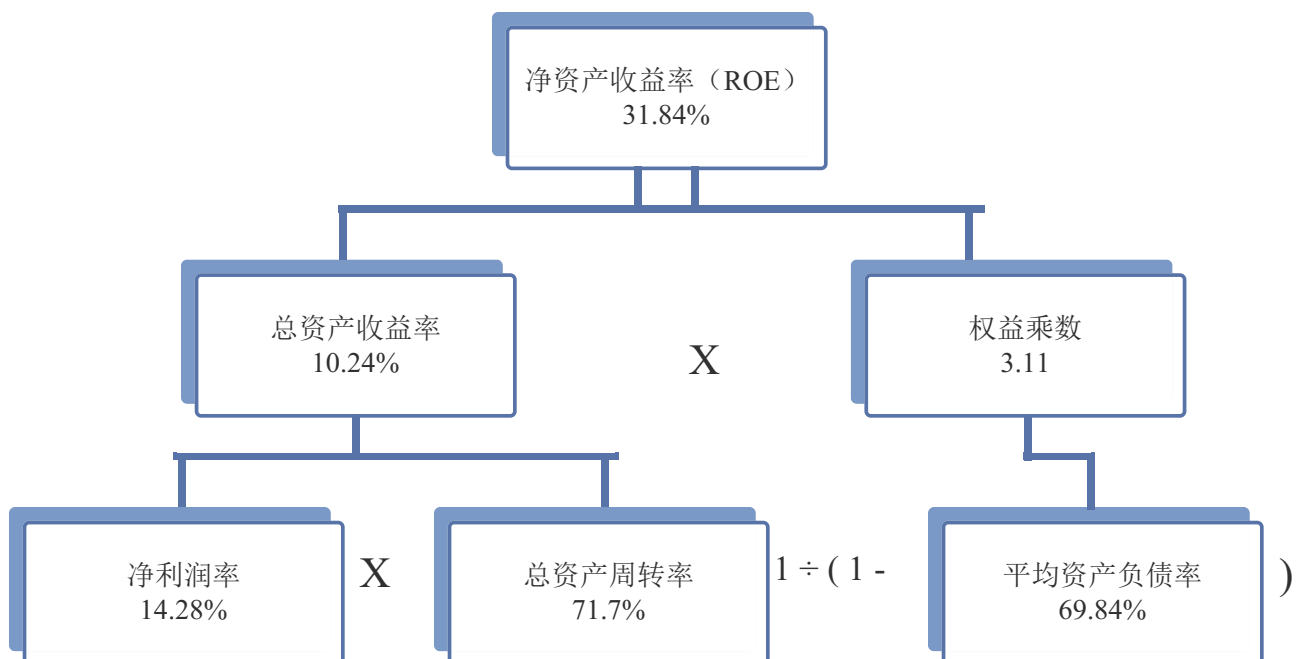 净资产收益率（ROE）
31.84%
总资产收益率
10.24%
X
权益乘数
3.11
净利润率
14.28%
X
总资产周转率
71.7%
1 ÷ ( 1 -
平均资产负债率
69.84%
)